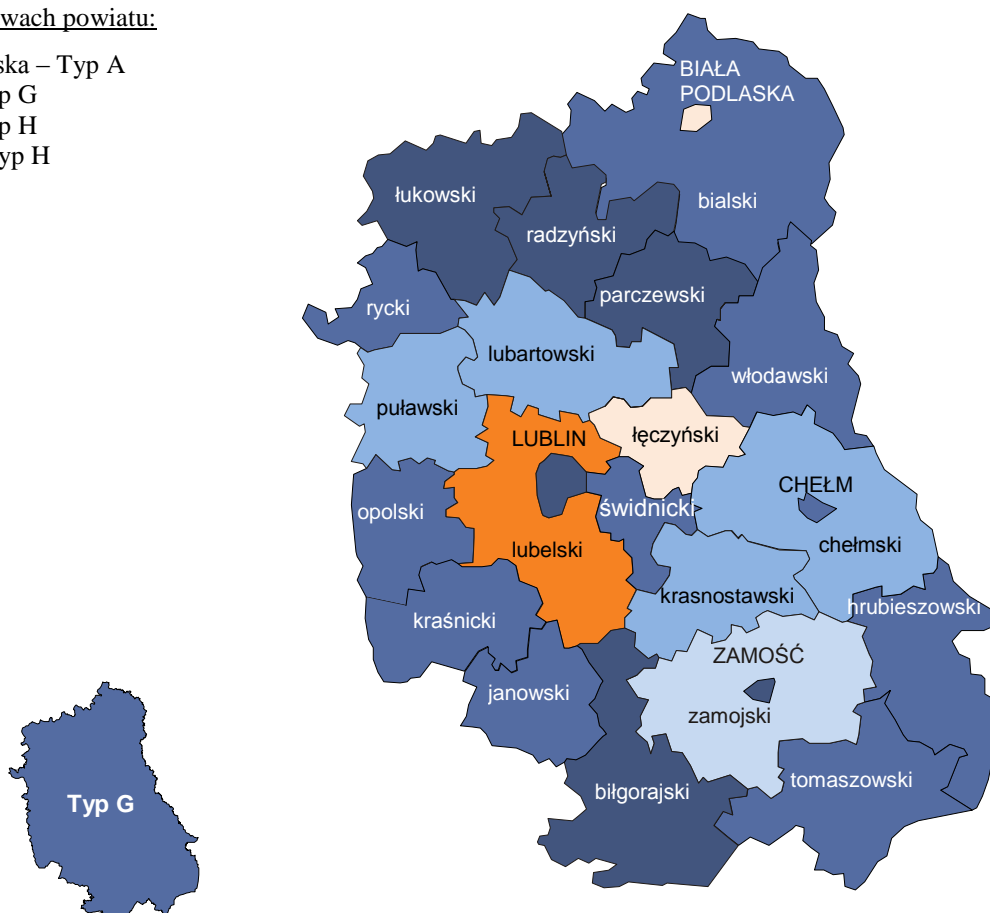 wach powiatu:
ska – Typ A
p G
p H
yp H
BIAŁA
PODLASKA
łukowski
bialski
radzyński
parczewski
rycki
lubartowski
włodawski
puławski
łęczyński
LUBLIN
CHEŁM
opolski
świdnicki
chełmski
lubelski
krasnostawski
hrubieszowski
kraśnicki
ZAMOŚĆ
janowski
zamojski
tomaszowski
biłgorajski
Typ G